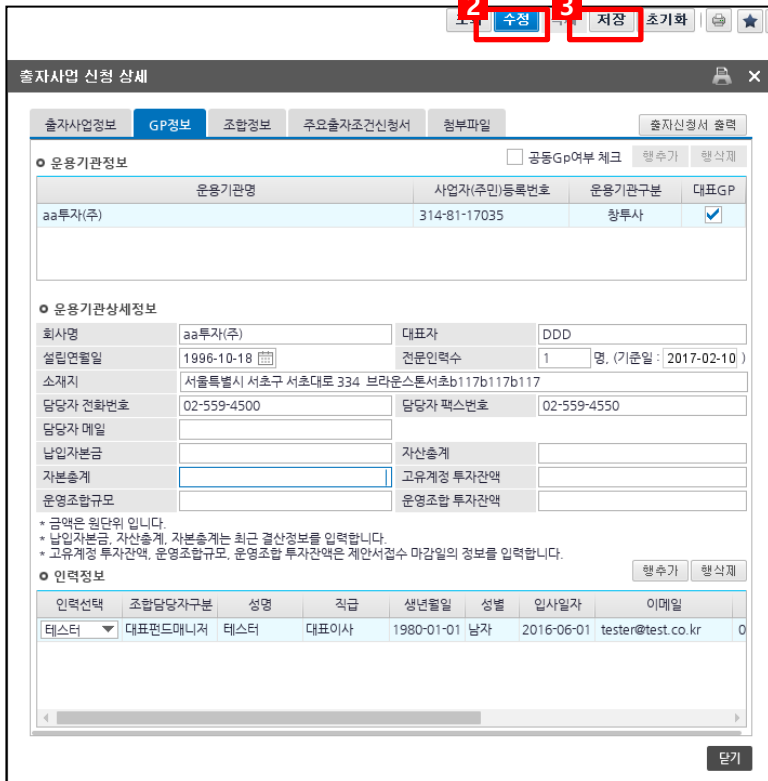 2 3
수정 저장 초기화
출자사업 신청 상세
출자사업정보 GP정보 조합정보 주요출자조건신청서 첨부파일 출자신청서 출력
운용기관정보 공동Gp여부 체크 행추가 행삭제
운용기관명 사업자(주민)등록번호 운용기관구분 대표GP
aa투자(주) 314-81-17035 창투사
운용기관상세정보
회사명 aa투자(주) 대표자 DDD
설립연월일 1996-10-18 전문인력수 1 명, (기준일 : 2017-02-10 )
소재지 서울특별시 서초구 서초대로 334 브라운스톤서초b117b117b117
담당자 전화번호 02-559-4500 담당자 팩스번호 02-559-4550
담당자 메일
납입자본금 자산총계
자본총계 고유계정 투자잔액
운영조합규모 운영조합 투자잔액
* 금액은 원단위 입니다.
* 납입자본금, 자산총계, 자본총계는 최근 결산정보를 입력합니다.
* 고유계정 투자잔액, 운영조합규모, 운영조합 투자잔액은 제안서접수 마감일의 정보를 입력합니다.
인력정보 행추가 행삭제
인력선택 조합담당자구분 성명 직급 생년월일 성별 입사일자 이메일
테스터 대표펀드매니저 테스터 대표이사 1980-01-01 남자 2016-06-01 tester@test.co.kr 0
닫기